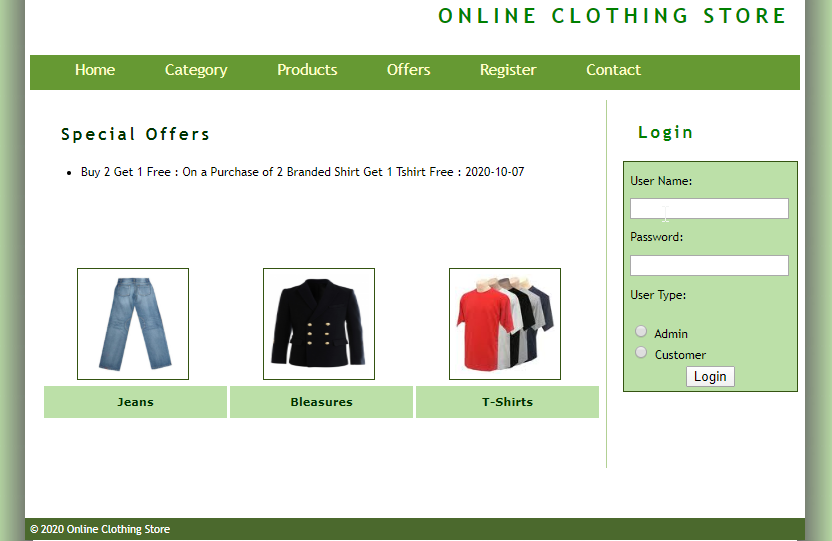 ONLINE CLOTHING STORE
Home Category Products Offers Register Contact
Special Offers
Buy 2 Get 1 Free : On a Purchase of 2 Branded Shirt Get 1 Tshirt Free : 2020-10-07
Jeans Bleasures T-Shirts
Login
User Name:
Password:
User Type:
Admin
Customer
Login
© 2020 Online Clothing Store